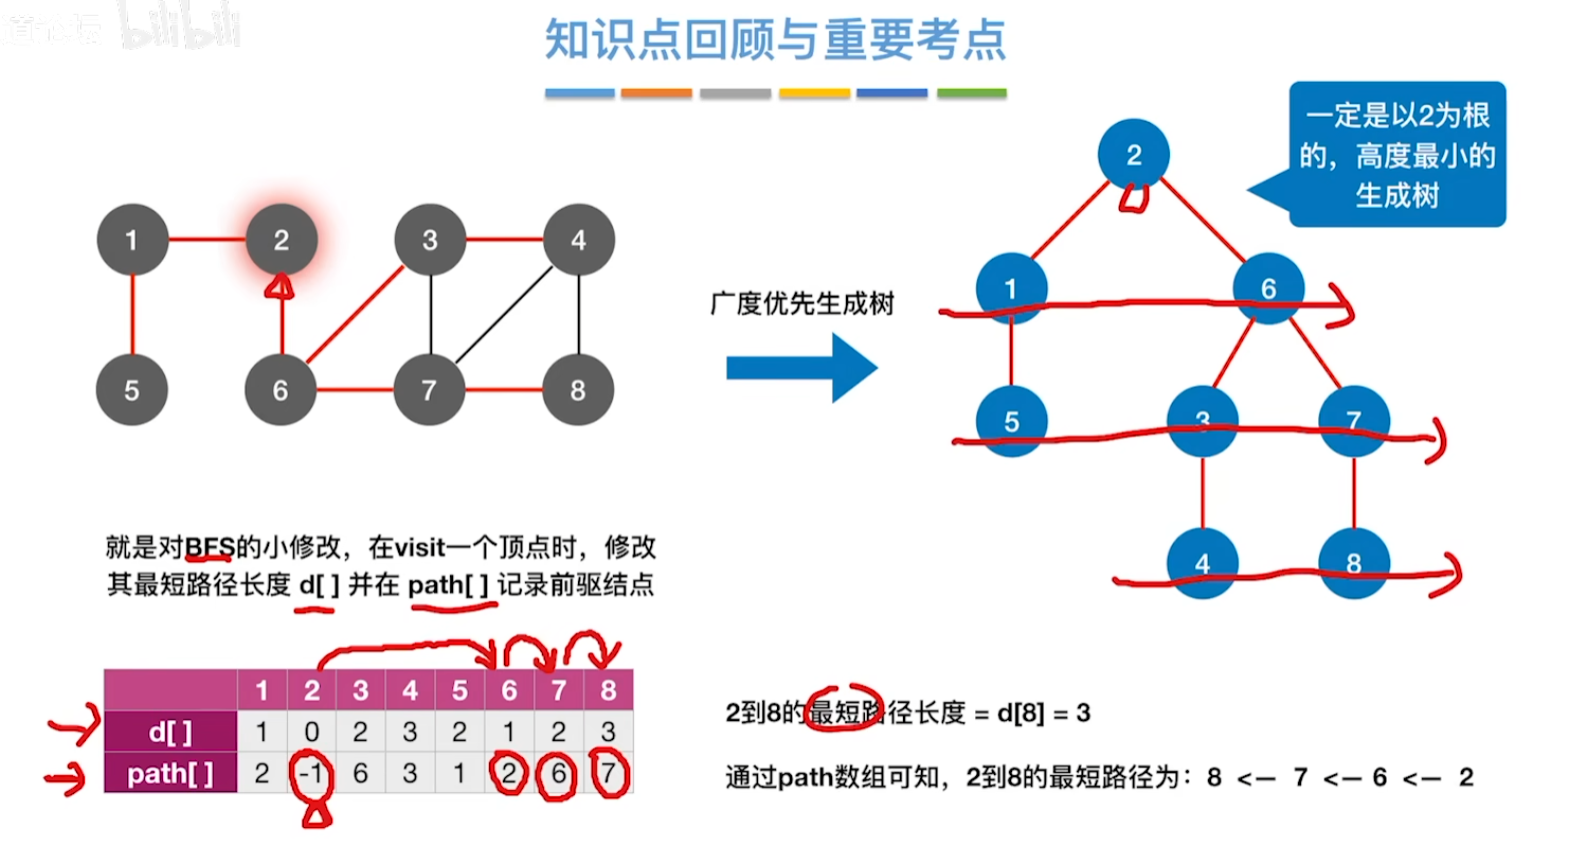 bilibili
知识点回顾与重要考点
一定是以2为根
的，高度最小的
生成树
1 2 3 4
5 6 7 8
广度优先生成树
2
1 6
5 3 7
4 8
就是对BFS的小修改，在visit一个顶点时，修改
其最短路径长度 d[ ] 并在 path[ ] 记录前驱结点
1 2 3 4 5 6 7 8
d[ ] 1 0 2 3 2 1 2 3
path[ ] 2 -1 6 3 1 2 6 7
2到8的最短路径长度 = d[8] = 3
通过path数组可知，2到8的最短路径为：8 <— 7 <— 6 <— 2